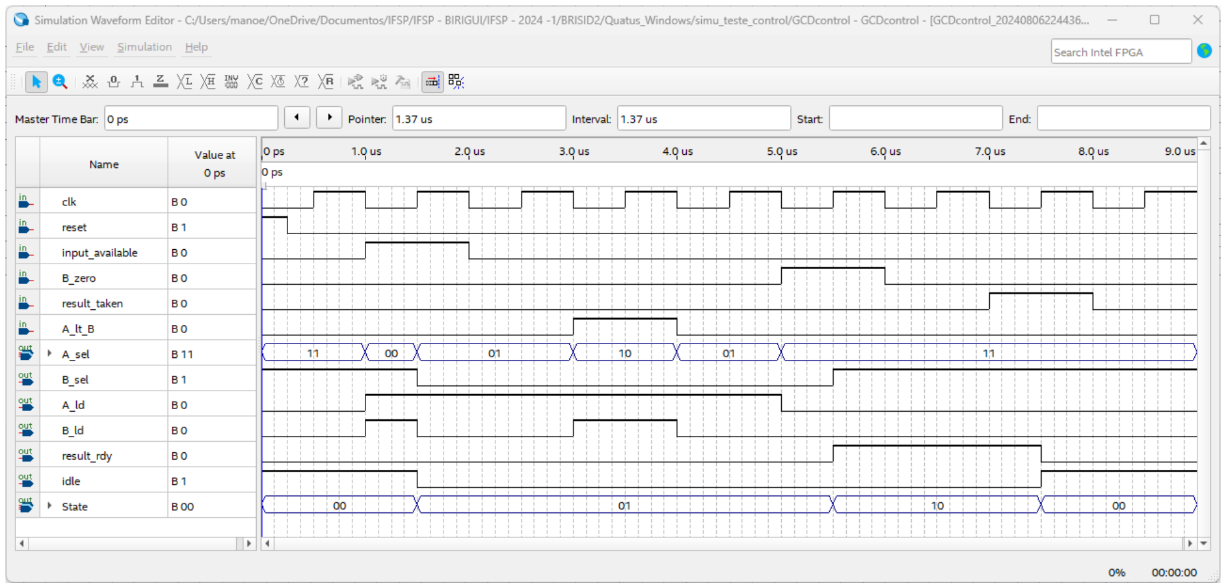 Simulation Waveform Editor - C:/Users/manoe/OneDrive/Documentos/IFSP/IFSP - BIRIGUI/IFSP - 2024 -1/BRISID2/Quatus_Windows/simu_teste_control/GCDcontrol - GCDcontrol - [GCDcontrol_20240806224436...
File Edit View Simulation Help
Search Intel FPGA
Master Time Bar: 0 ps Pointer: 1.37 us Interval: 1.37 us Start: End:
Name Value at 0 ps
0 ps 1.0 us 2.0 us 3.0 us 4.0 us 5.0 us 6.0 us 7.0 us 8.0 us 9.0 us
0 ps
in clk B 0
in reset B 1
in input_available B 0
in B_zero B 0
in result_taken B 0
in A_lt_B B 0
out A_sel B 11 11 00 01 10 01 11
out B_sel B 1
out A_ld B 0
out B_ld B 0
out result_rdy B 0
out idle B 1
out State B 00 00 01 10 00
0% 00:00:00